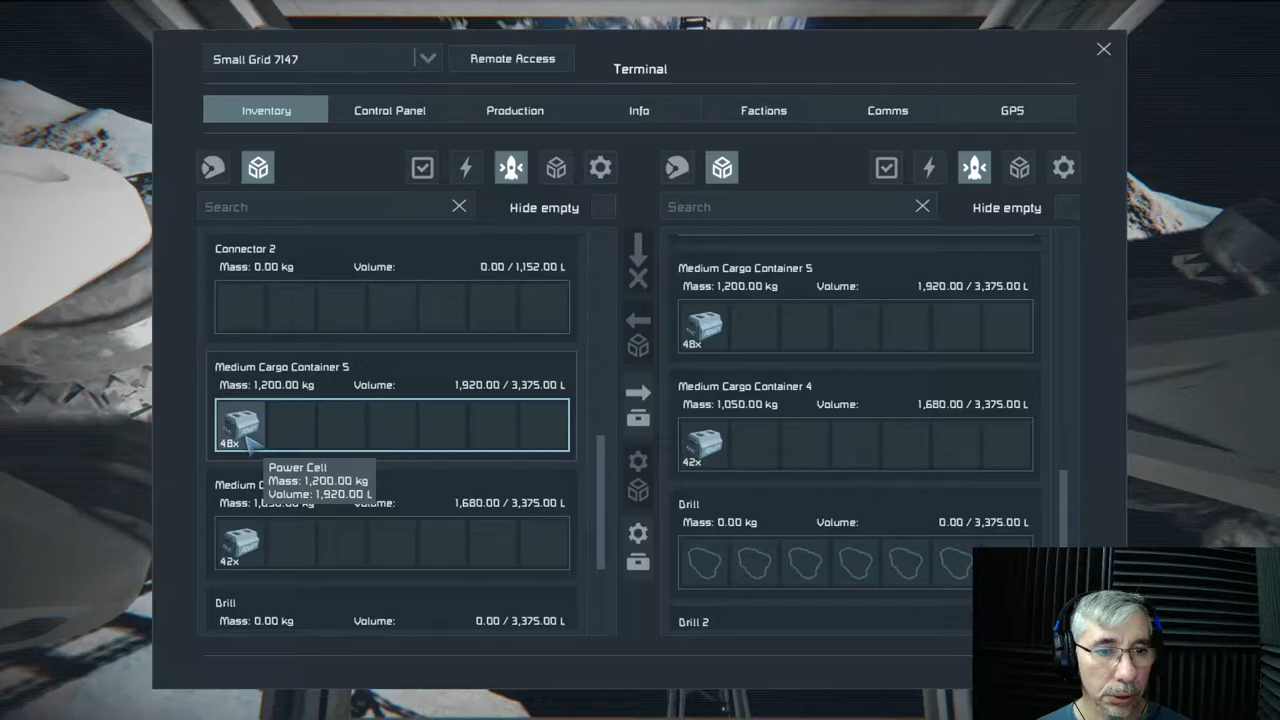 Small Grid 7147
Remote Access
Terminal
Inventory
Control Panel
Production
Info
Factions
Comms
GPS
Search
Hide empty
Connector 2
Mass: 0.00 kg Volume: 0.00 / 1,152.00 L
Medium Cargo Container 5
Mass: 1,200.00 kg Volume: 1,920.00 / 3,375.00 L
48x
Power Cell
Mass: 1,200.00 kg
Volume: 1,920.00 L
Medium C
Volume: 1,680.00 / 3,375.00 L
42x
Drill
Mass: 0.00 kg Volume: 0.00 / 3,375.00 L
Search
Hide empty
Medium Cargo Container 5
Mass: 1,200.00 kg Volume: 1,920.00 / 3,375.00 L
48x
Medium Cargo Container 4
Mass: 1,050.00 kg Volume: 1,680.00 / 3,375.00 L
42x
Drill
Mass: 0.00 kg Volume: 0.00 / 3,375.00 L
Drill 2